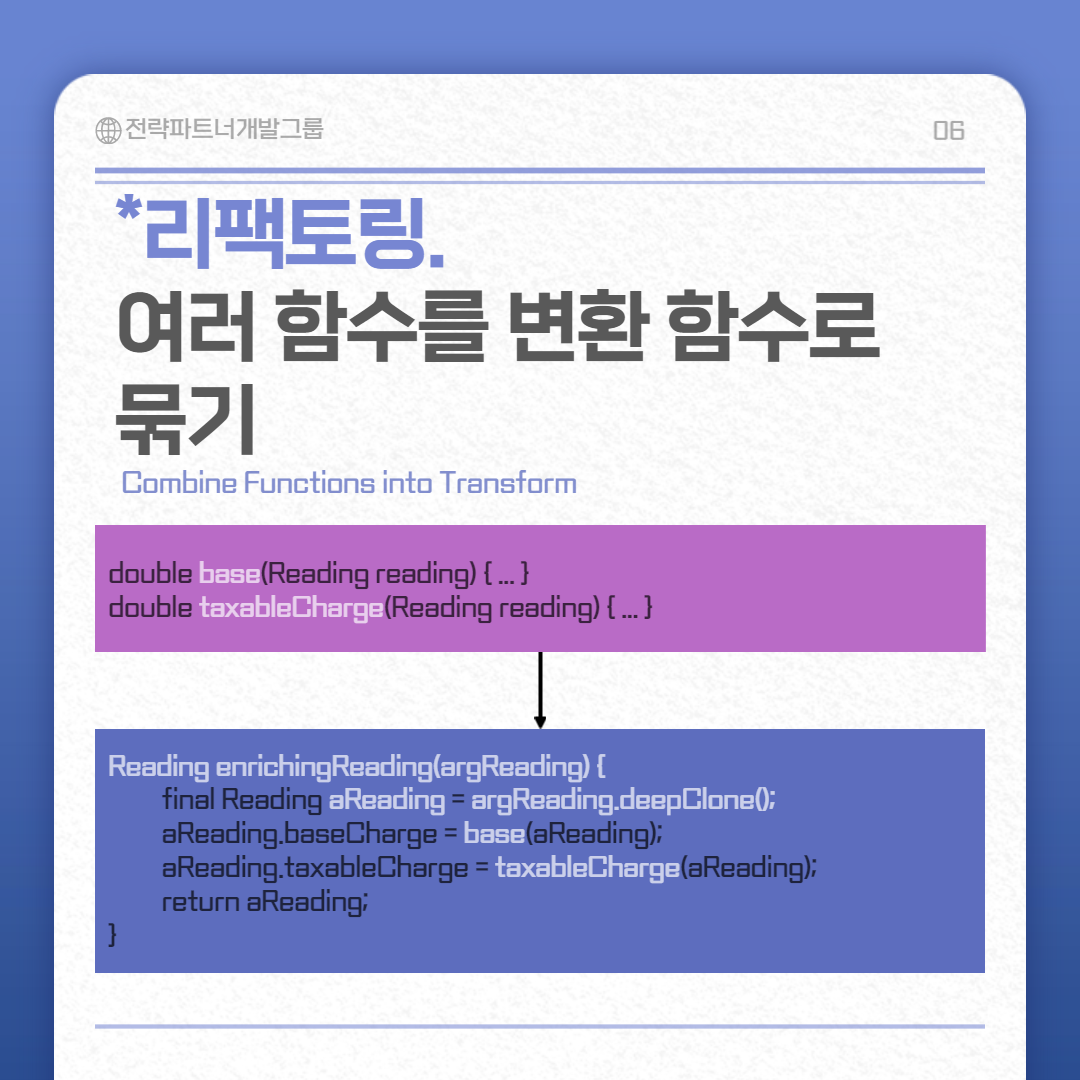 전략파트너개발그룹
06
*리팩토링.
여러 함수를 변환 함수로
묶기
Combine Functions into Transform
double base(Reading reading) { ... }
double taxableCharge(Reading reading) { ... }
Reading enrichingReading(argReading) {
final Reading aReading = argReading.deepClone();
aReading.baseCharge = base(aReading);
aReading.taxableCharge = taxableCharge(aReading);
return aReading;
}